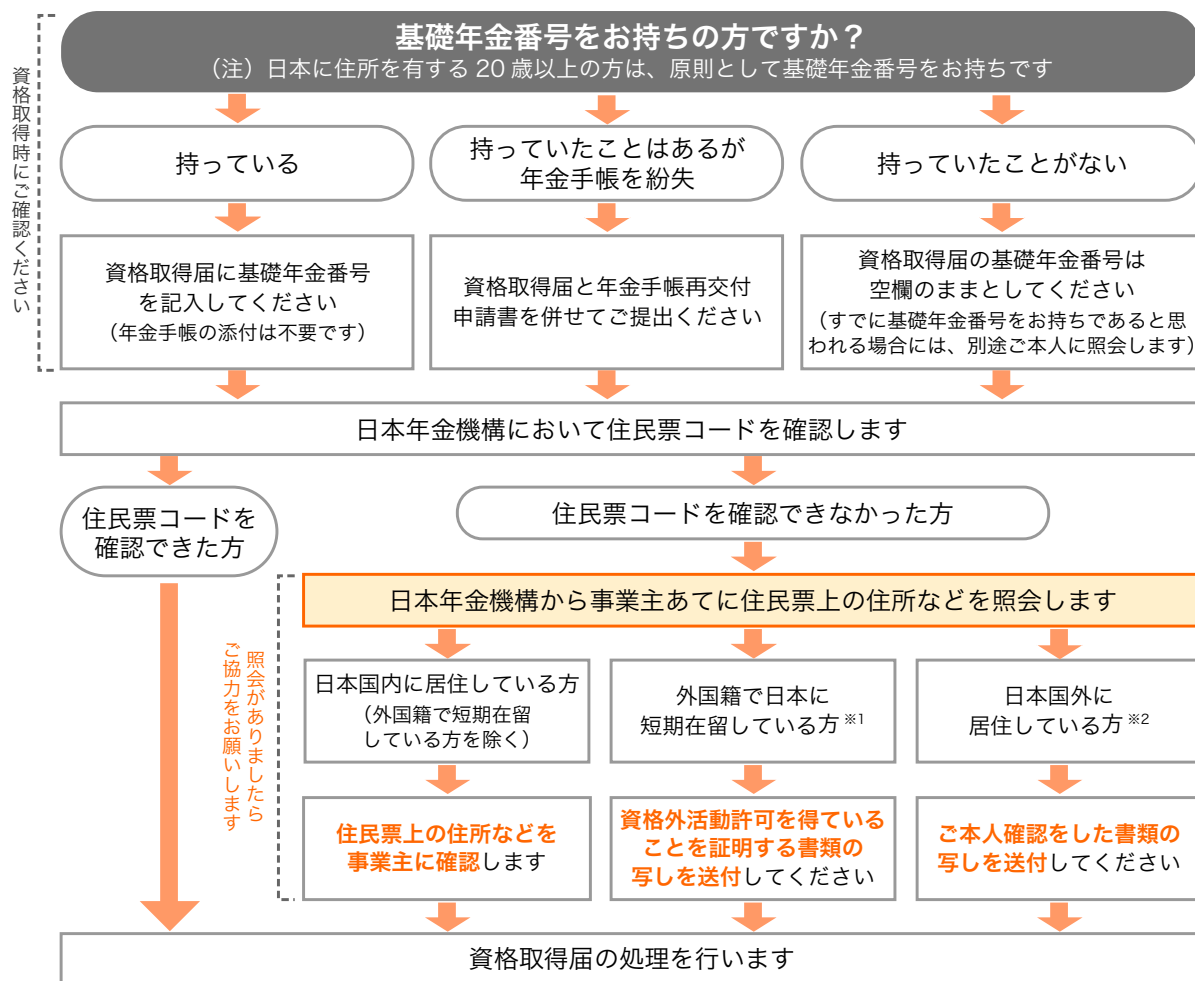 基礎年金番号をお持ちの方ですか？
（注）日本に住所を有する 20 歳以上の方は、原則として基礎年金番号をお持ちです
資格取得時にご確認ください
持っている
持っていたことはあるが
年金手帳を紛失
持っていたことがない
資格取得届に基礎年金番号
を記入してください
（年金手帳の添付は不要です）
資格取得届と年金手帳再交付
申請書を併せてご提出ください
資格取得届の基礎年金番号は
空欄のままとしてください
（すでに基礎年金番号をお持ちであると思
われる場合には、別途ご本人に照会します）
日本年金機構において住民票コードを確認します
住民票コードを
確認できた方
住民票コードを確認できなかった方
日本年金機構から事業主あてに住民票上の住所などを照会します
照会がありましたら
ご協力をお願いします
日本国内に居住している方
（外国籍で短期在留
している方を除く）
外国籍で日本に
短期在留している方 ※1
日本国外に
居住している方 ※2
住民票上の住所などを
事業主に確認します
資格外活動許可を得ている
ことを証明する書類の
写しを送付してください
ご本人確認をした書類の
写しを送付してください
資格取得届の処理を行います